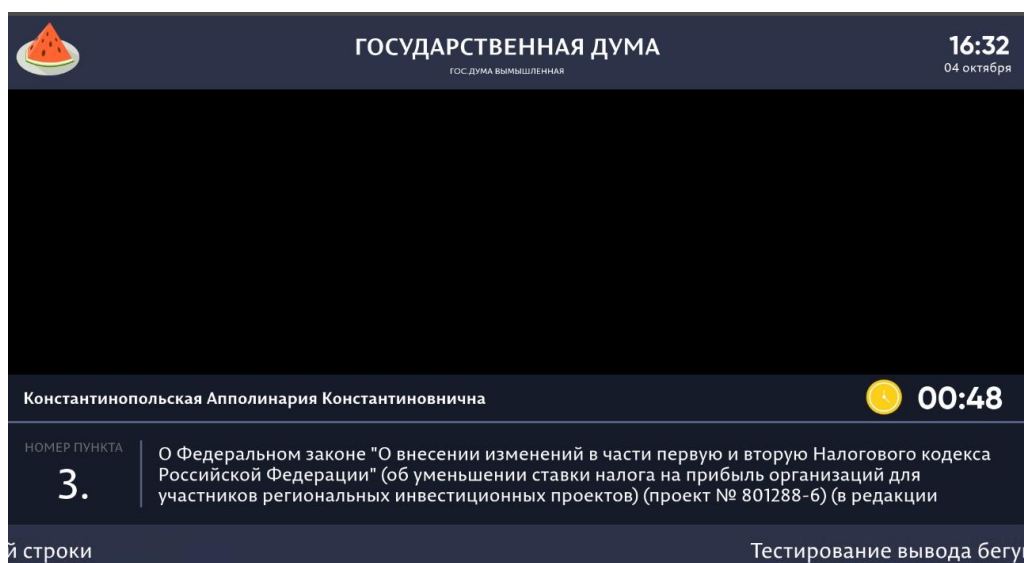 ГОСУДАРСТВЕННАЯ ДУМА
ГОС.ДУМА ВЫМЫШЛЕННАЯ
16:32
04 октября
Константинопольская Апполинария Константиновнична
00:48
НОМЕР ПУНКТА
3.
О Федеральном законе "О внесении изменений в части первую и вторую Налогового кодекса
Российской Федерации" (об уменьшении ставки налога на прибыль организаций для
участников региональных инвестиционных проектов) (проект № 801288-6) (в редакции
й строки
Тестирование вывода бегу